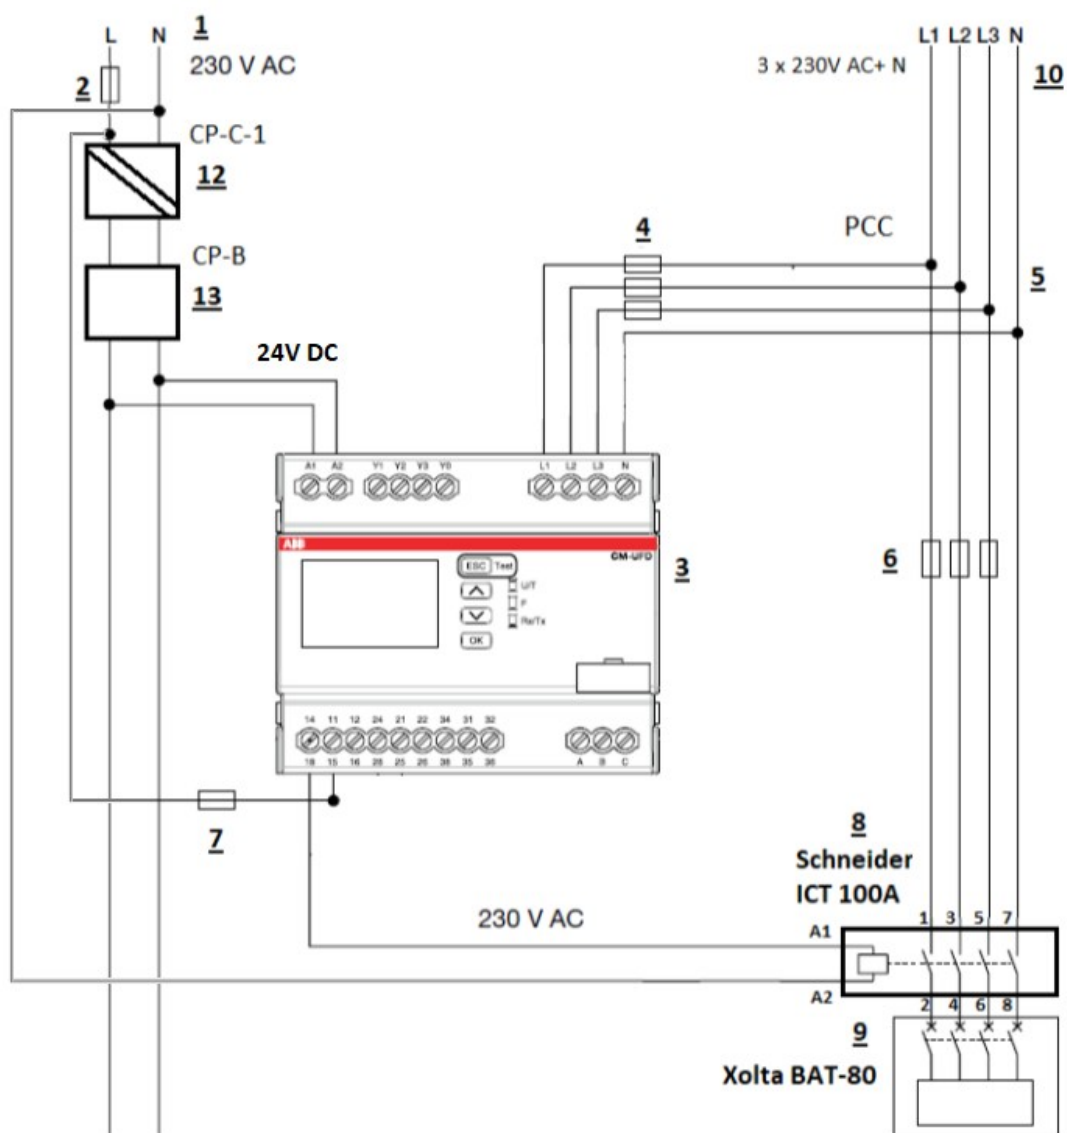 L N 1
230 V AC
2
CP-C-1
12
CP-B
13
24V DC
L1 L2 L3 N
3 x 230V AC+ N
10
PCC
4
5
A1 A2 Y1 Y2 Y3 Y0 L1 L2 L3 N
ABB
CM-UFD
3
ESC Test
U/T
F
Rx/Tx
OK
6
14 11 12 24 21 22 34 31 32
18 15 16 28 25 26 38 35 36 A B C
7
8
Schneider
ICT 100A
230 V AC
A1
1 3 5 7
A2
2 4 6 8
9
Xolta BAT-80